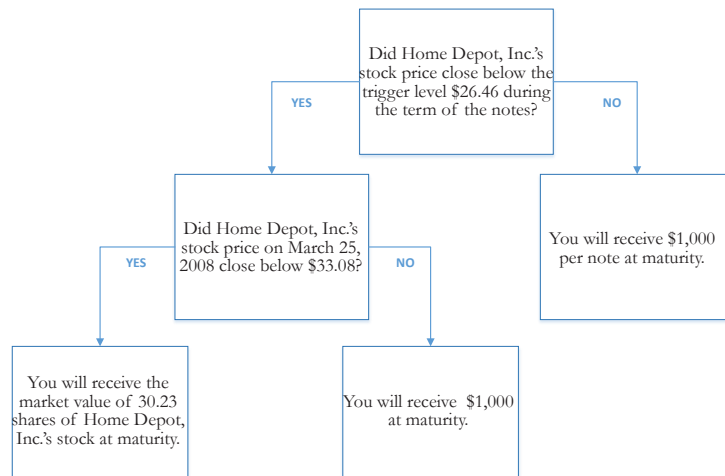 Did Home Depot, Inc.'s
stock price close below the
trigger level $26.46 during
the term of the notes?
YES
NO
Did Home Depot, Inc.'s
stock price on March 25,
2008 close below $33.08?
You will receive $1,000
per note at maturity.
YES
NO
You will receive the
market value of 30.23
shares of Home Depot,
Inc.'s stock at maturity.
You will receive $1,000
at maturity.